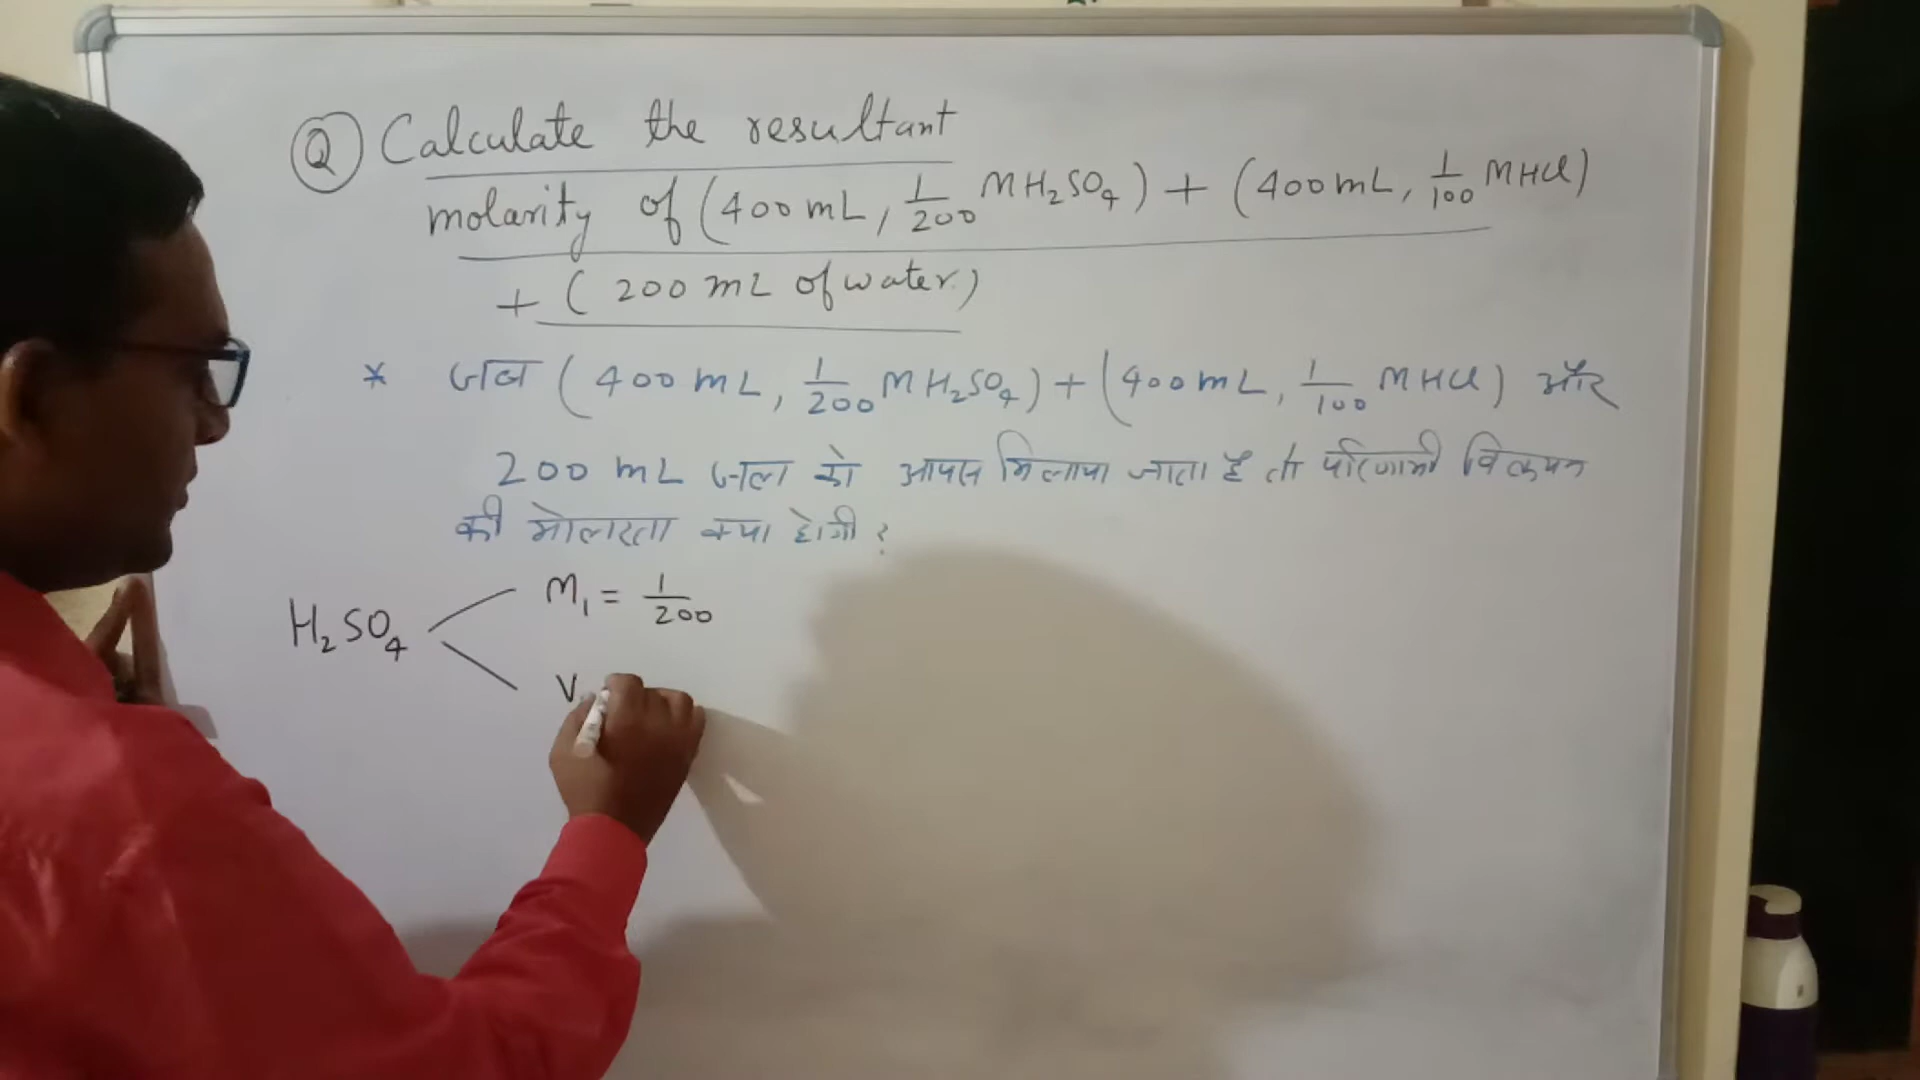 Q Calculate the resultant
molarity of (400 mL, 1/200 M H₂SO₄) + (400 mL, 1/100 M HCl)
+ (200 mL of water)
* जब (400 mL, 1/200 M H₂SO₄) + (400 mL, 1/100 M HCl) और
200 mL जल को आपस मिलाया जाता है तो परिणामी विलयन
की मोलरता क्या होगी ?
H₂SO₄
M₁ = 1/200
V